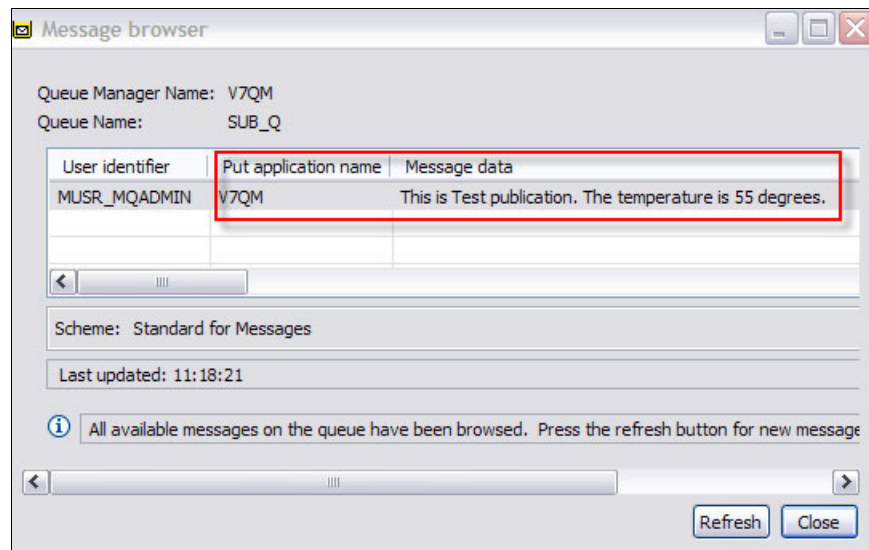 Message browser
Queue Manager Name: V7QM
Queue Name: SUB_Q
User identifier Put application name Message data
MUSR_MQADMIN V7QM This is Test publication. The temperature is 55 degrees.
Scheme: Standard for Messages
Last updated: 11:18:21
All available messages on the queue have been browsed. Press the refresh button for new message
Refresh Close